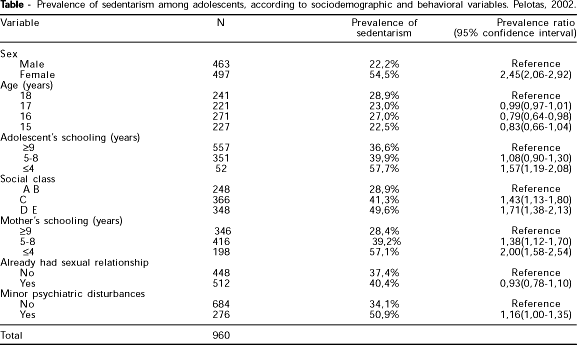 Table - Prevalence of sedentarism among adolescents, according to sociodemographic and behavioral variables. Pelotas, 2002.
Variable N Prevalence of sedentarism Prevalence ratio (95% confidence interval)
Sex
Male 463 22,2% Reference
Female 497 54,5% 2,45(2,06-2,92)
Age (years)
18 241 28,9% Reference
17 221 23,0% 0,99(0,97-1,01)
16 271 27,0% 0,79(0,64-0,98)
15 227 22,5% 0,83(0,66-1,04)
Adolescent's schooling (years)
≥9 557 36,6% Reference
5-8 351 39,9% 1,08(0,90-1,30)
≤4 52 57,7% 1,57(1,19-2,08)
Social class
A B 248 28,9% Reference
C 366 41,3% 1,43(1,13-1,80)
D E 348 49,6% 1,71(1,38-2,13)
Mother's schooling (years)
≥9 346 28,4% Reference
5-8 416 39,2% 1,38(1,12-1,70)
≤4 198 57,1% 2,00(1,58-2,54)
Already had sexual relationship
No 448 37,4% Reference
Yes 512 40,4% 0,93(0,78-1,10)
Minor psychiatric disturbances
No 684 34,1% Reference
Yes 276 50,9% 1,16(1,00-1,35)
Total 960